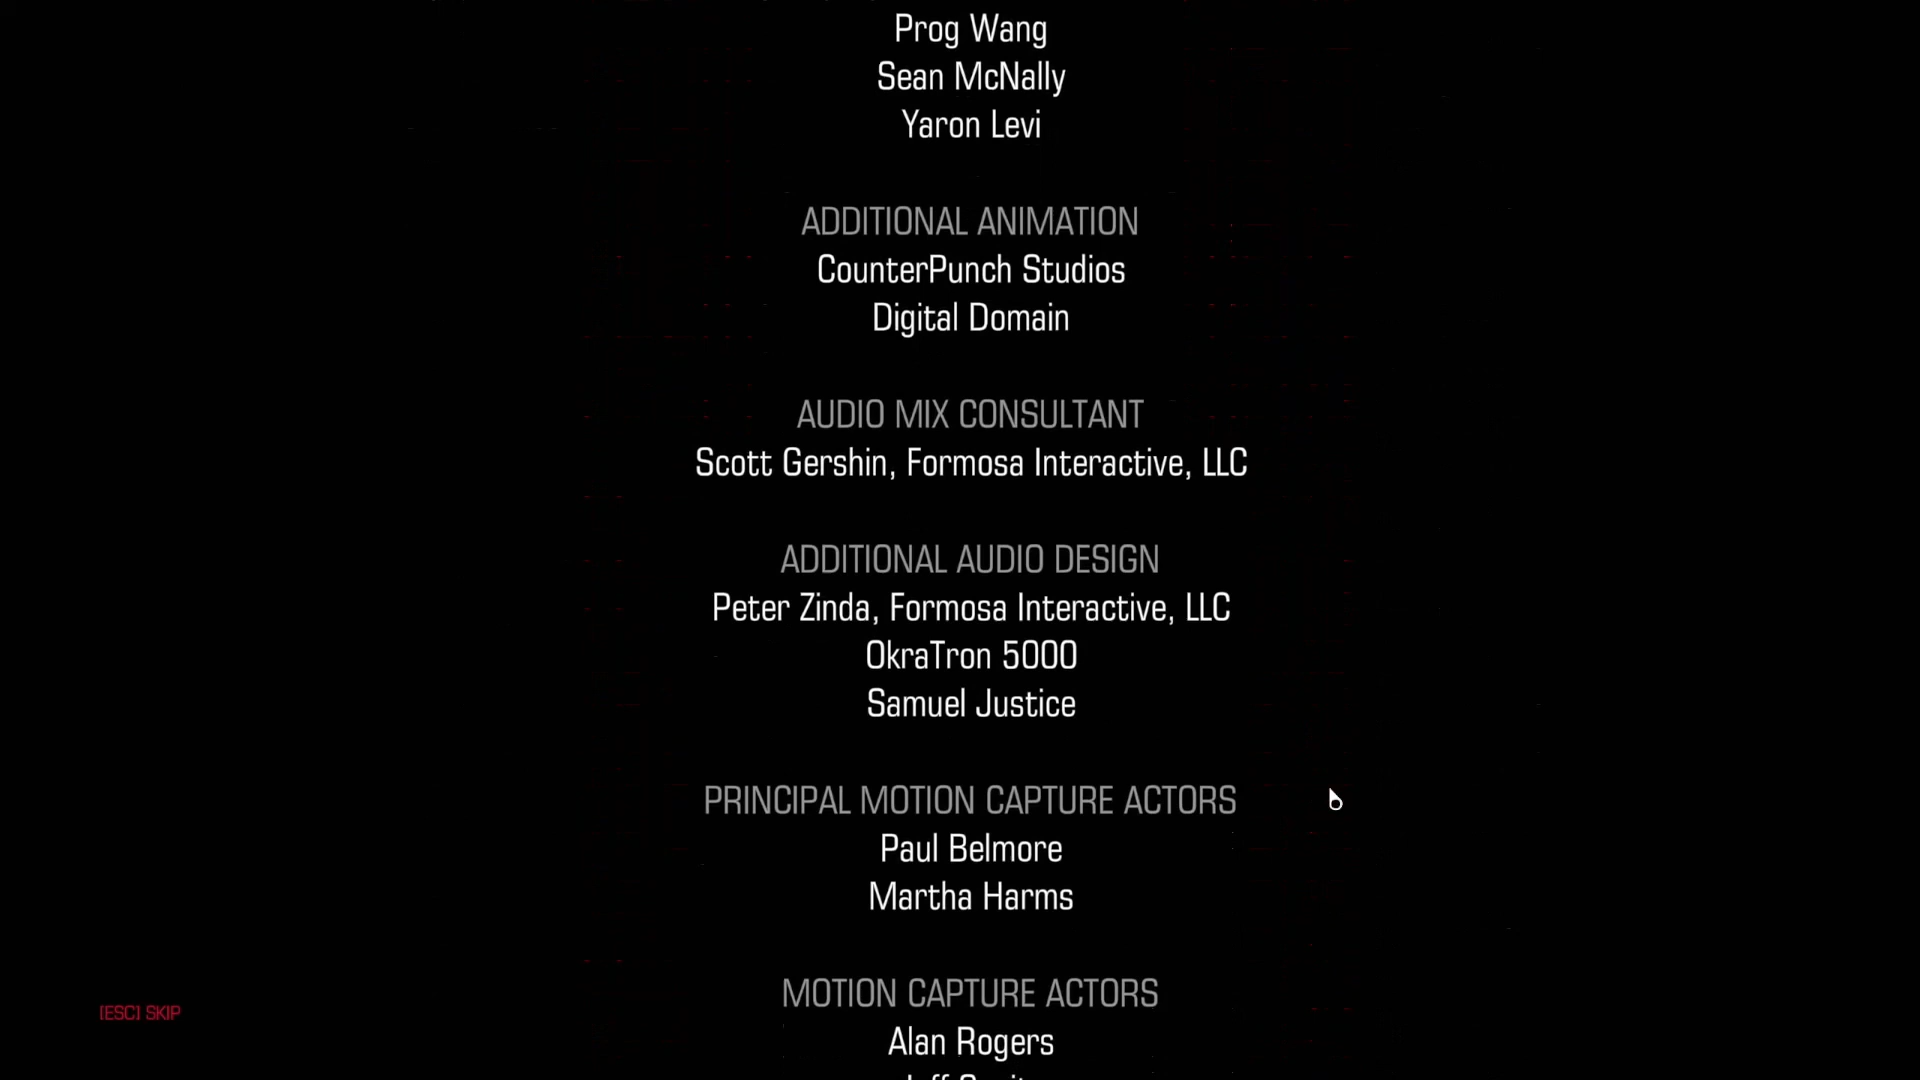 Prog Wang
Sean McNally
Yaron Levi
ADDITIONAL ANIMATION
CounterPunch Studios
Digital Domain
AUDIO MIX CONSULTANT
Scott Gershin, Formosa Interactive, LLC
ADDITIONAL AUDIO DESIGN
Peter Zinda, Formosa Interactive, LLC
OkraTron 5000
Samuel Justice
PRINCIPAL MOTION CAPTURE ACTORS
Paul Belmore
Martha Harms
MOTION CAPTURE ACTORS
[ESC] SKIP
Alan Rogers